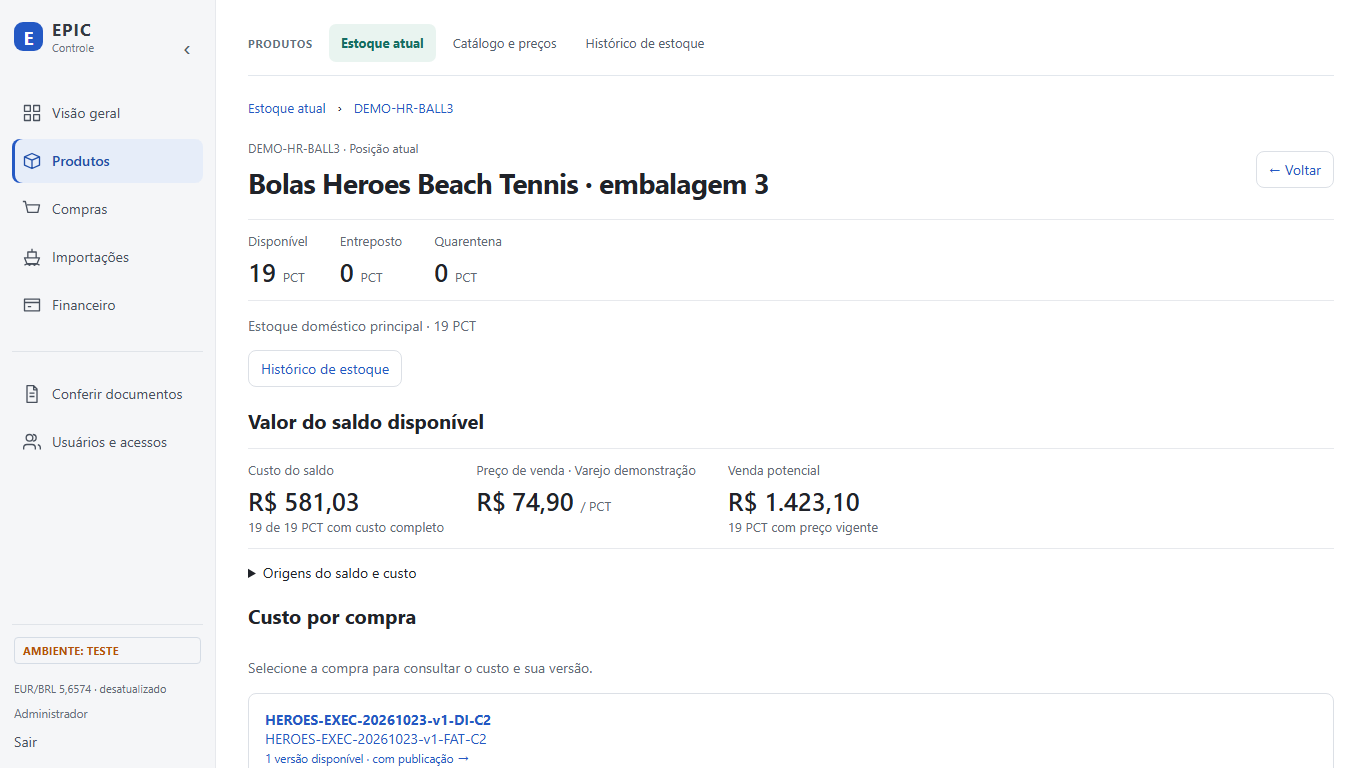 E
EPIC
Controle
‹
Visão geral
Produtos
Compras
Importações
Financeiro
Conferir documentos
Usuários e acessos
AMBIENTE: TESTE
EUR/BRL 5,6574 · desatualizado
Administrador
Sair
PRODUTOS
Estoque atual
Catálogo e preços
Histórico de estoque
Estoque atual › DEMO-HR-BALL3
DEMO-HR-BALL3 · Posição atual
Bolas Heroes Beach Tennis · embalagem 3
← Voltar
Disponível
19 PCT
Entreposto
0 PCT
Quarentena
0 PCT
Estoque doméstico principal · 19 PCT
Histórico de estoque
Valor do saldo disponível
Custo do saldo
R$ 581,03
19 de 19 PCT com custo completo
Preço de venda · Varejo demonstração
R$ 74,90 / PCT
Venda potencial
R$ 1.423,10
19 PCT com preço vigente
▶ Origens do saldo e custo
Custo por compra
Selecione a compra para consultar o custo e sua versão.
HEROES-EXEC-20261023-v1-DI-C2
HEROES-EXEC-20261023-v1-FAT-C2
1 versão disponível · com publicação →